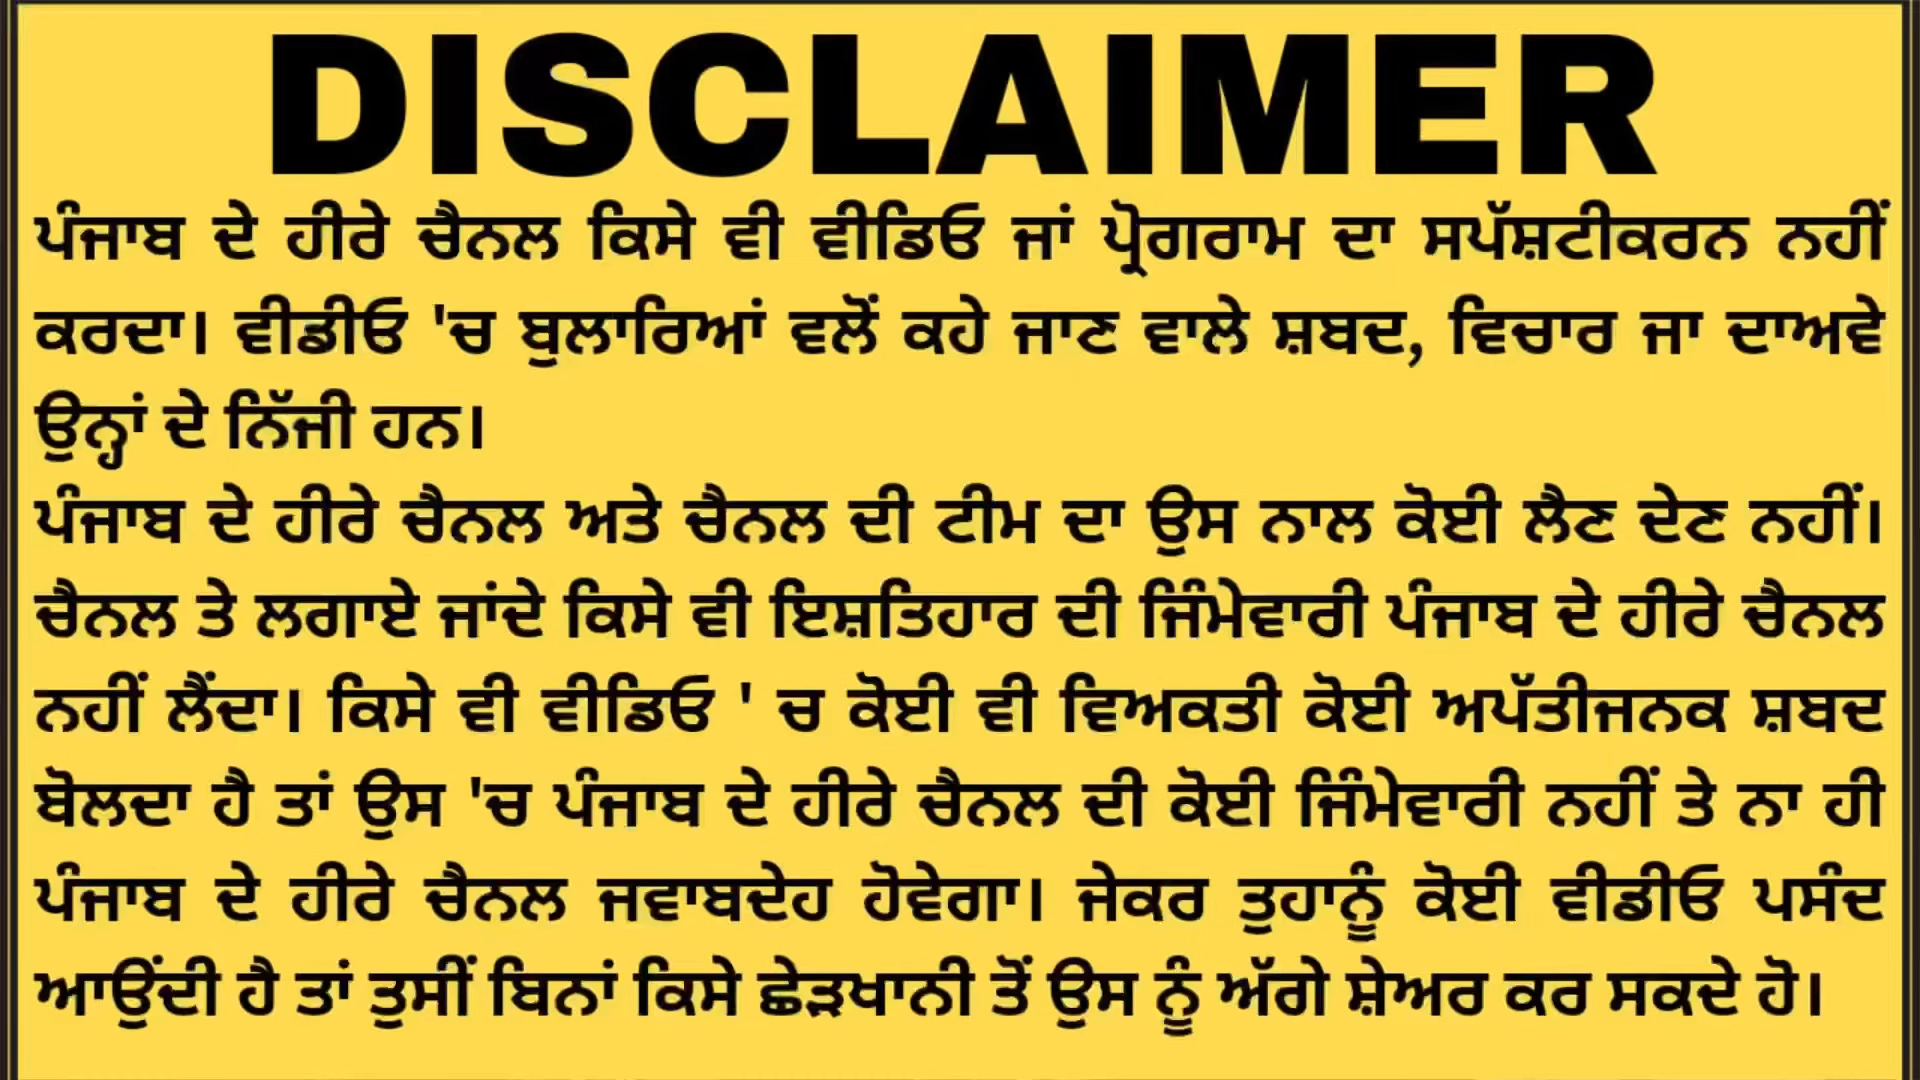 DISCLAIMER
ਪੰਜਾਬ ਦੇ ਹੀਰੇ ਚੈਨਲ ਕਿਸੇ ਵੀ ਵੀਡਿਓ ਜਾਂ ਪ੍ਰੋਗਰਾਮ ਦਾ ਸਪੱਸ਼ਟੀਕਰਨ ਨਹੀਂ
ਕਰਦਾ। ਵੀਡੀਓ 'ਚ ਬੁਲਾਰਿਆਂ ਵਲੋਂ ਕਹੇ ਜਾਣ ਵਾਲੇ ਸ਼ਬਦ, ਵਿਚਾਰ ਜਾ ਦਾਅਵੇ
ਉਨ੍ਹਾਂ ਦੇ ਨਿੱਜੀ ਹਨ।
ਪੰਜਾਬ ਦੇ ਹੀਰੇ ਚੈਨਲ ਅਤੇ ਚੈਨਲ ਦੀ ਟੀਮ ਦਾ ਉਸ ਨਾਲ ਕੋਈ ਲੈਣ ਦੇਣ ਨਹੀਂ।
ਚੈਨਲ ਤੇ ਲਗਾਏ ਜਾਂਦੇ ਕਿਸੇ ਵੀ ਇਸ਼ਤਿਹਾਰ ਦੀ ਜਿੰਮੇਵਾਰੀ ਪੰਜਾਬ ਦੇ ਹੀਰੇ ਚੈਨਲ
ਨਹੀਂ ਲੈਂਦਾ। ਕਿਸੇ ਵੀ ਵੀਡਿਓ ' ਚ ਕੋਈ ਵੀ ਵਿਅਕਤੀ ਕੋਈ ਅਪੱਤੀਜਨਕ ਸ਼ਬਦ
ਬੋਲਦਾ ਹੈ ਤਾਂ ਉਸ 'ਚ ਪੰਜਾਬ ਦੇ ਹੀਰੇ ਚੈਨਲ ਦੀ ਕੋਈ ਜਿੰਮੇਵਾਰੀ ਨਹੀਂ ਤੇ ਨਾ ਹੀ
ਪੰਜਾਬ ਦੇ ਹੀਰੇ ਚੈਨਲ ਜਵਾਬਦੇਹ ਹੋਵੇਗਾ। ਜੇਕਰ ਤੁਹਾਨੂੰ ਕੋਈ ਵੀਡੀਓ ਪਸੰਦ
ਆਉਂਦੀ ਹੈ ਤਾਂ ਤੁਸੀਂ ਬਿਨਾਂ ਕਿਸੇ ਛੇੜਖਾਨੀ ਤੋਂ ਉਸ ਨੂੰ ਅੱਗੇ ਸ਼ੇਅਰ ਕਰ ਸਕਦੇ ਹੋ।